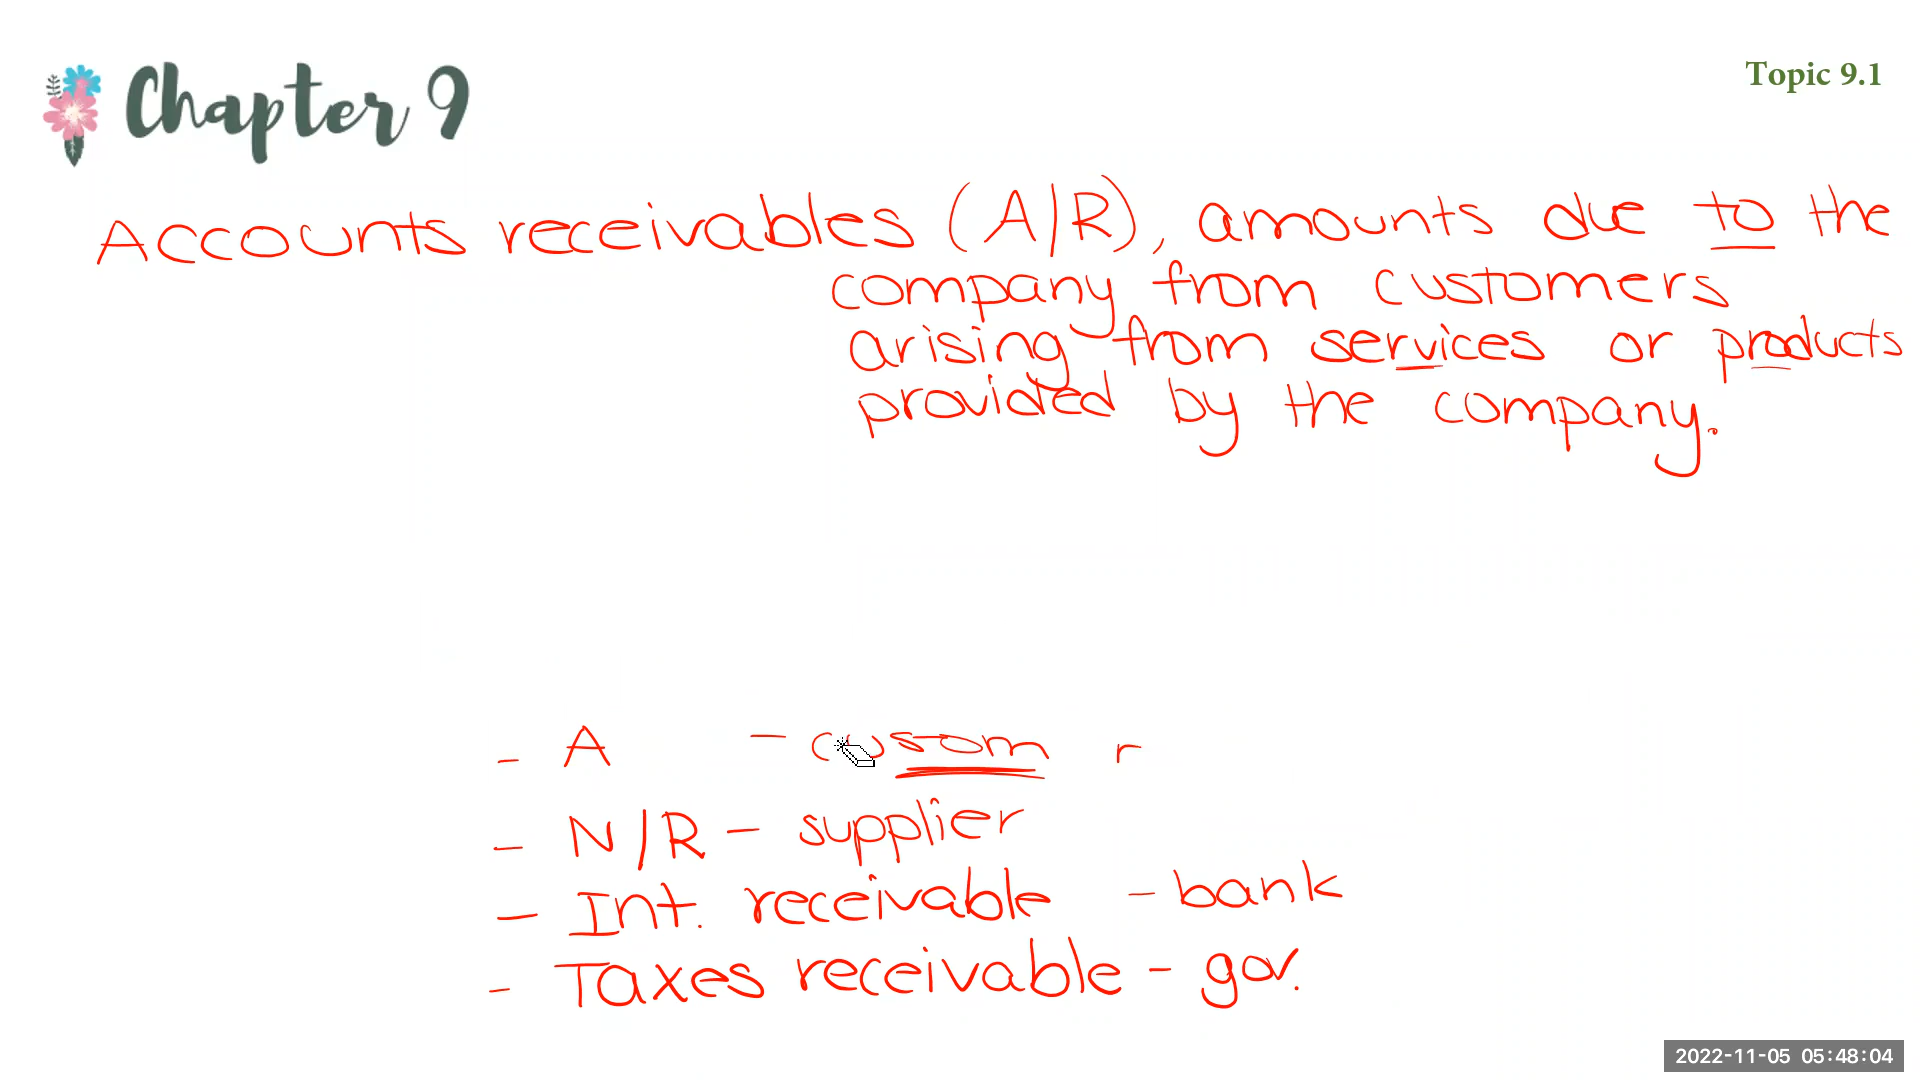 Chapter 9
Topic 9.1
Accounts receivables (A/R), amounts due to the
company from customers
arising from services or products
provided by the company.
- A - cusom r
- N/R - supplier
- Int. receivable - bank
- Taxes receivable - gov.
2022-11-05 05:48:04